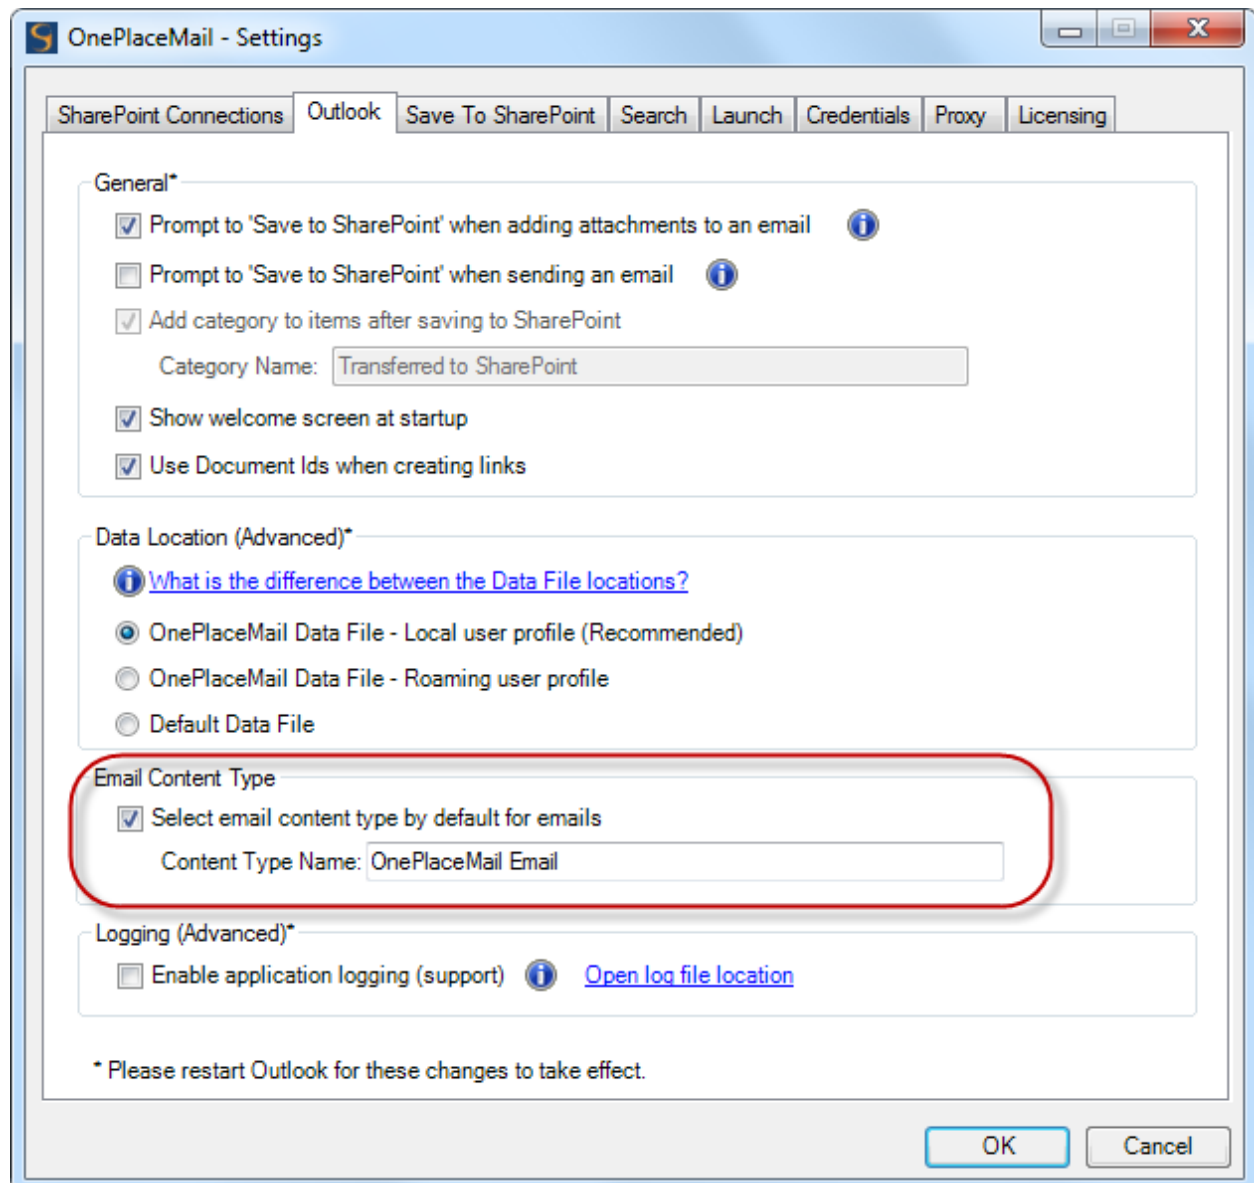 OnePlaceMail - Settings
SharePoint Connections Outlook Save To SharePoint Search Launch Credentials Proxy Licensing
General*
Prompt to 'Save to SharePoint' when adding attachments to an email
Prompt to 'Save to SharePoint' when sending an email
Add category to items after saving to SharePoint
Category Name: Transferred to SharePoint
Show welcome screen at startup
Use Document Ids when creating links
Data Location (Advanced)*
What is the difference between the Data File locations?
OnePlaceMail Data File - Local user profile (Recommended)
OnePlaceMail Data File - Roaming user profile
Default Data File
Email Content Type
Select email content type by default for emails
Content Type Name: OnePlaceMail Email
Logging (Advanced)*
Enable application logging (support) Open log file location
* Please restart Outlook for these changes to take effect.
OK Cancel